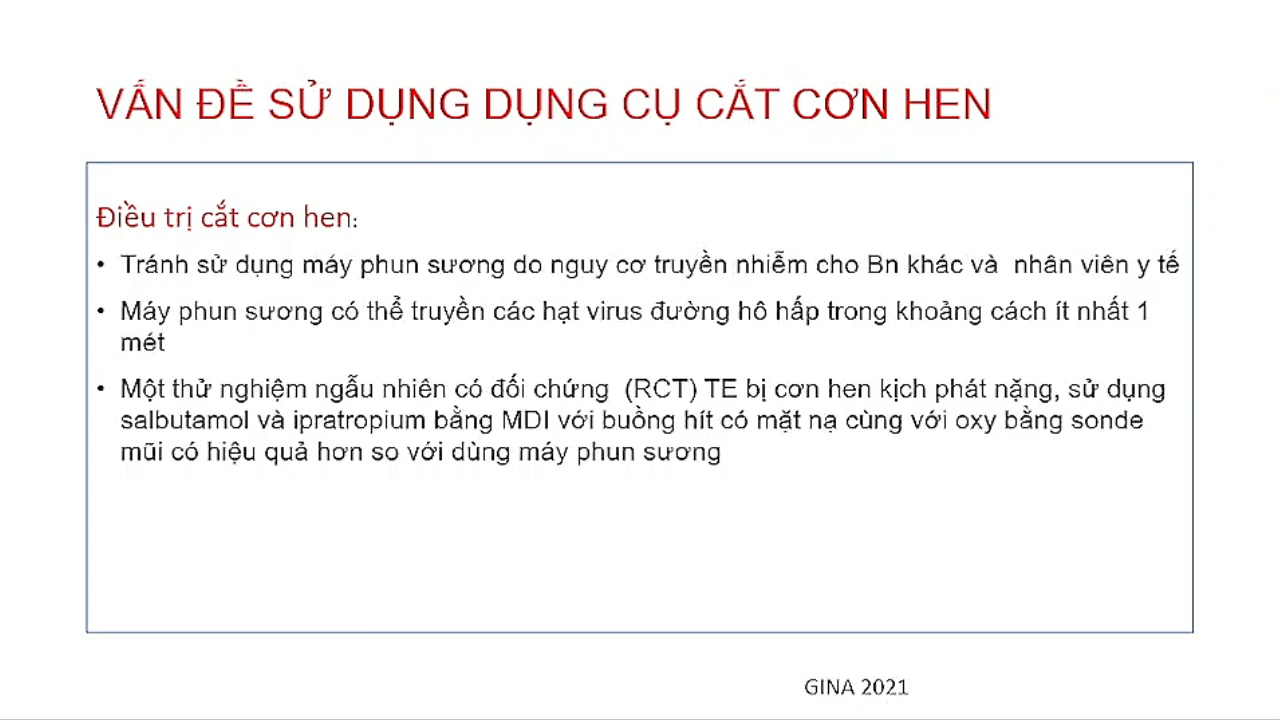 VẤN ĐỀ SỬ DỤNG DỤNG CỤ CẮT CƠN HEN
Điều trị cắt cơn hen:
• Tránh sử dụng máy phun sương do nguy cơ truyền nhiễm cho Bn khác và nhân viên y tế
• Máy phun sương có thể truyền các hạt virus đường hô hấp trong khoảng cách ít nhất 1
mét
• Một thử nghiệm ngẫu nhiên có đối chứng (RCT) TE bị cơn hen kịch phát nặng, sử dụng
salbutamol và ipratropium bằng MDI với buồng hít có mặt nạ cùng với oxy bằng sonde
mũi có hiệu quả hơn so với dùng máy phun sương
GINA 2021